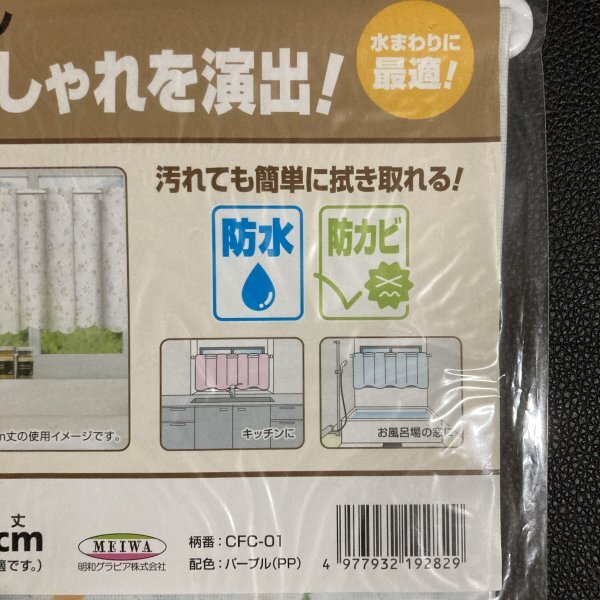 しゃれを演出!
水まわりに
最適!
汚れても簡単に拭き取れる!
防水
防カビ
キッチンに
お風呂場の窓に
m丈の使用イメージです。
丈
cm
適です。)
MEIWA
明和グラビア株式会社
柄番：CFC-01
配色：パープル(PP)
4 977932 192829